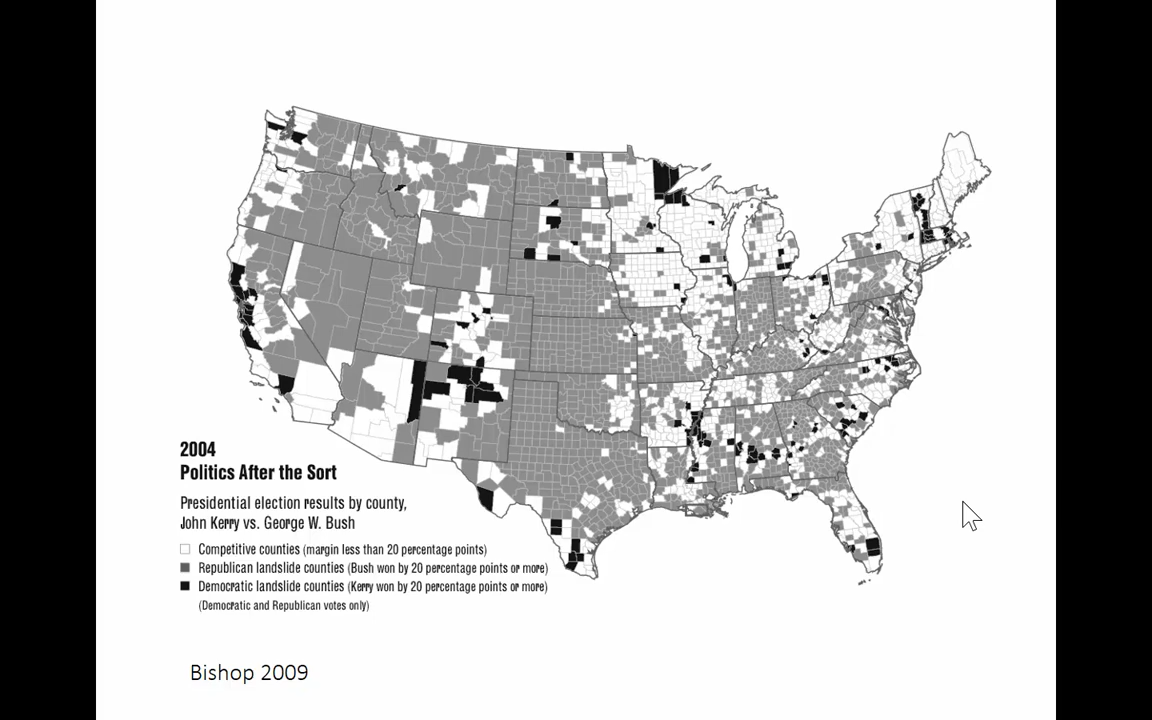 2004
Politics After the Sort
Presidential election results by county,
John Kerry vs. George W. Bush
Competitive counties (margin less than 20 percentage points)
Republican landslide counties (Bush won by 20 percentage points or more)
Democratic landslide counties (Kerry won by 20 percentage points or more)
(Democratic and Republican votes only)
Bishop 2009